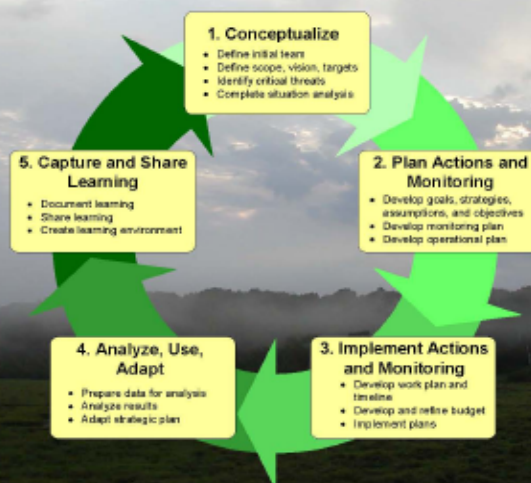 1. Conceptualize
• Define initial team
• Define scope, vision, targets
• Identify critical threats
• Complete situation analysis
2. Plan Actions and
Monitoring
• Develop goals, strategies,
assumptions, and objectives
• Develop monitoring plan
• Develop operational plan
3. Implement Actions
and Monitoring
• Develop work plan and
timeline
• Develop and refine budget
• Implement plans
4. Analyze, Use,
Adapt
• Prepare data for analysis
• Analyze results
• Adapt strategic plan
5. Capture and Share
Learning
• Document learning
• Share learning
• Create learning environment